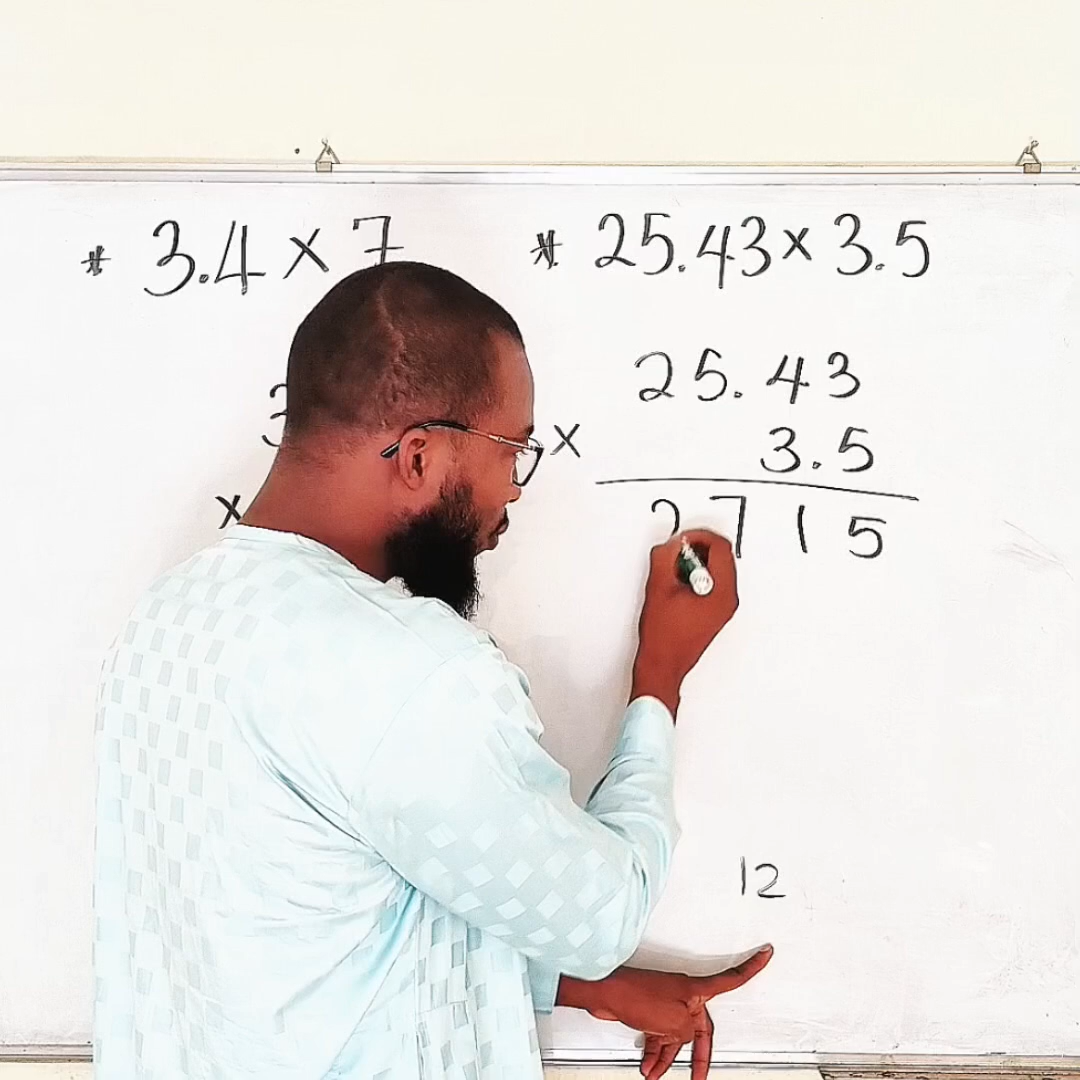 * 3.4 × 7
* 25.43 × 3.5
×
25.43
× 3.5
2715
12